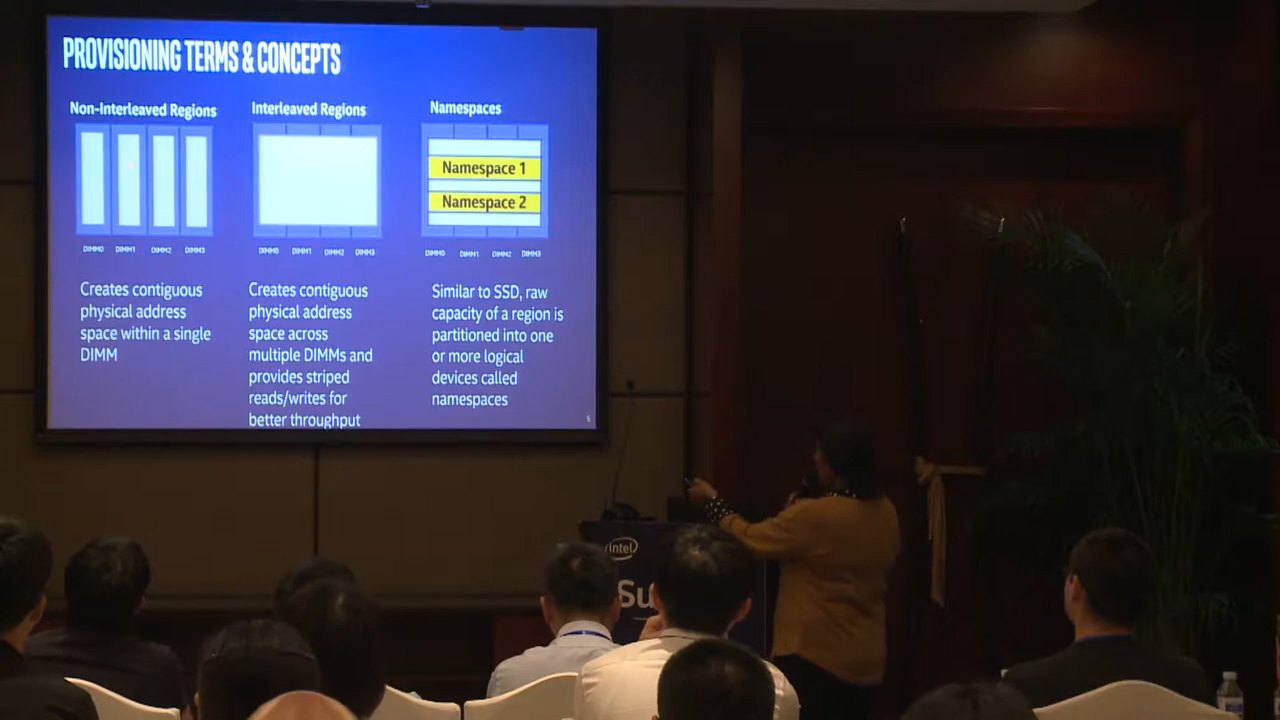 PROVISIONING TERMS & CONCEPTS
Non-Interleaved Regions
DIMM0 DIMM1 DIMM2 DIMM3
Creates contiguous
physical address
space within a single
DIMM
Interleaved Regions
DIMM0 DIMM1 DIMM2 DIMM3
Creates contiguous
physical address
space across
multiple DIMMs and
provides striped
reads/writes for
better throughput
Namespaces
Namespace 1
Namespace 2
DIMM0 DIMM1 DIMM2 DIMM3
Similar to SSD, raw
capacity of a region is
partitioned into one
or more logical
devices called
namespaces
intel